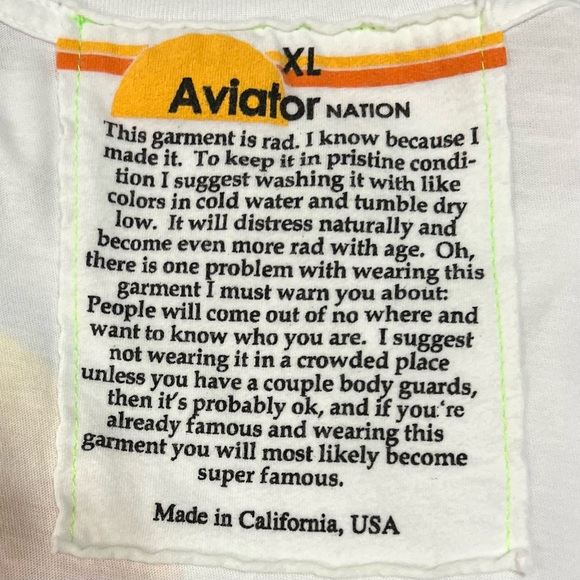 XL
Aviator NATION
This garment is rad. I know because I
made it. To keep it in pristine condi-
tion I suggest washing it with like
colors in cold water and tumble dry
low. It will distress naturally and
become even more rad with age. Oh,
there is one problem with wearing this
garment I must warn you about:
People will come out of no where and
want to know who you are. I suggest
not wearing it in a crowded place
unless you have a couple body guards,
then it's probably ok, and if you're
already famous and wearing this
garment you will most likely become
super famous.
Made in California, USA